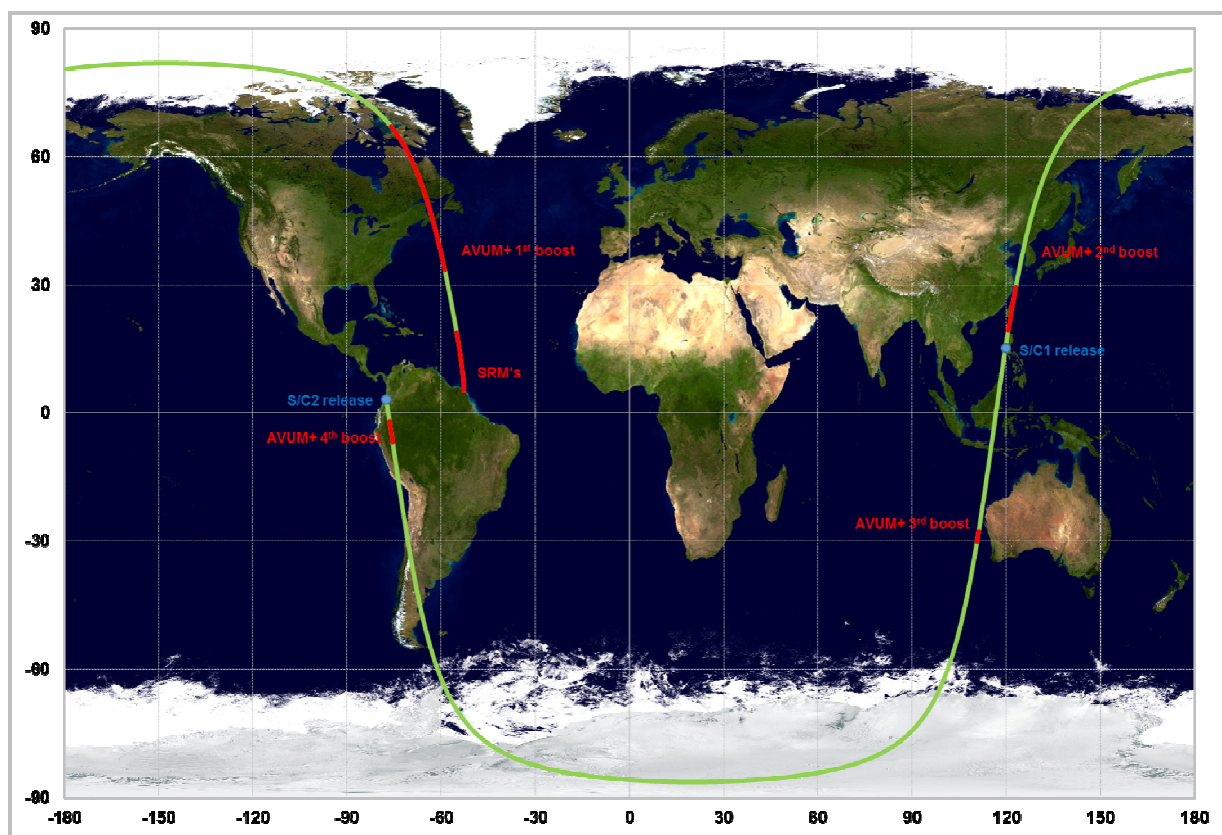 90
60
30
0
-30
-60
-90
-180
-150
-120
-90
-60
-30
0
30
60
90
120
150
180
AVUM+ 1st boost
AVUM+ 2nd boost
S/C1 release
SRM's
S/C2 release
AVUM+ 4th boost
AVUM+ 3rd boost